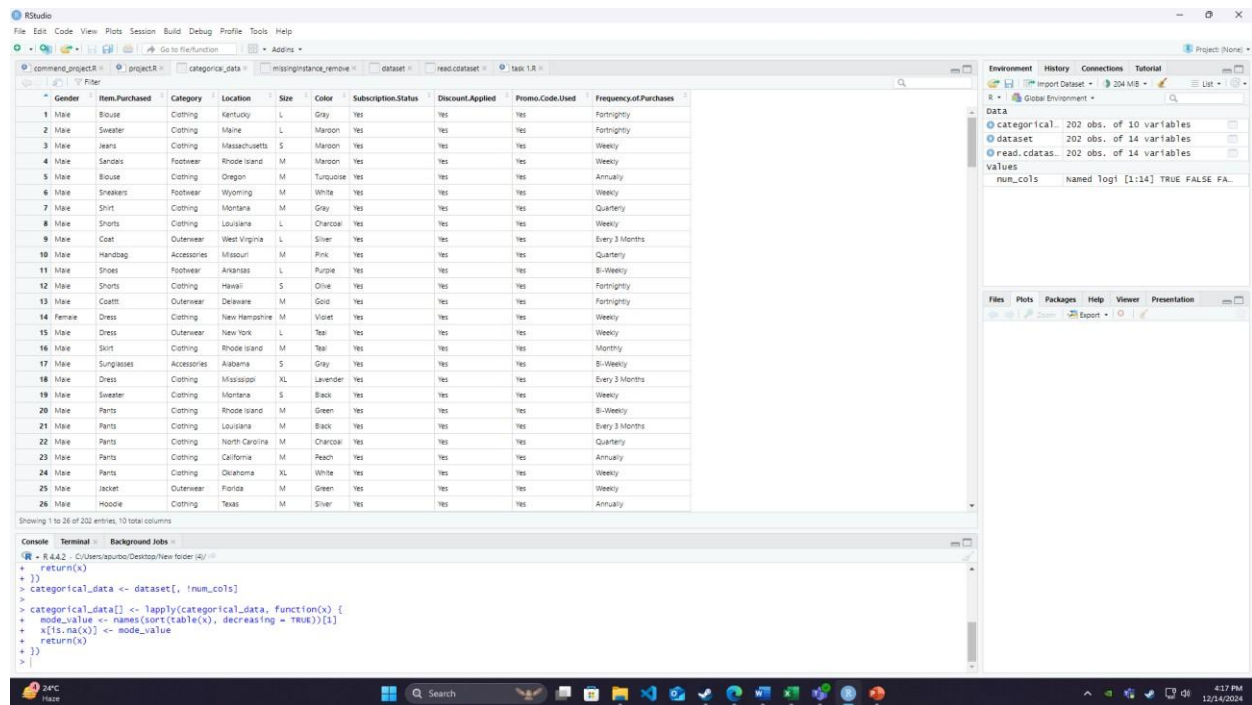 RStudio
File Edit Code View Plots Session Build Debug Profile Tools Help
Go to file/function Addins Project: (None)
commend_project.R project.R categorical_data missinginstance_remove dataset read.cdataset task 1.R
Filter
Gender Item.Purchased Category Location Size Color Subscription.Status Discount.Applied Promo.Code.Used Frequency.of.Purchases
1 Male Blouse Clothing Kentucky L Gray Yes Yes Yes Fortnightly
2 Male Sweater Clothing Maine L Maroon Yes Yes Yes Fortnightly
3 Male Jeans Clothing Massachusetts S Maroon Yes Yes Yes Weekly
4 Male Sandals Footwear Rhode Island M Maroon Yes Yes Yes Weekly
5 Male Blouse Clothing Oregon M Turquoise Yes Yes Yes Annually
6 Male Sneakers Footwear Wyoming M White Yes Yes Yes Weekly
7 Male Shirt Clothing Montana M Gray Yes Yes Yes Quarterly
8 Male Shorts Clothing Louisiana L Charcoal Yes Yes Yes Weekly
9 Male Coat Outerwear West Virginia L Silver Yes Yes Yes Every 3 Months
10 Male Handbag Accessories Missouri M Pink Yes Yes Yes Quarterly
11 Male Shoes Footwear Arkansas L Purple Yes Yes Yes Bi-Weekly
12 Male Shorts Clothing Hawaii S Olive Yes Yes Yes Fortnightly
13 Male Coattt Outerwear Delaware M Gold Yes Yes Yes Fortnightly
14 Female Dress Clothing New Hampshire M Violet Yes Yes Yes Weekly
15 Male Dress Outerwear New York L Teal Yes Yes Yes Weekly
16 Male Skirt Clothing Rhode Island M Teal Yes Yes Yes Monthly
17 Male Sunglasses Accessories Alabama S Gray Yes Yes Yes Bi-Weekly
18 Male Dress Clothing Mississippi XL Lavender Yes Yes Yes Every 3 Months
19 Male Sweater Clothing Montana S Black Yes Yes Yes Weekly
20 Male Pants Clothing Rhode Island M Green Yes Yes Yes Bi-Weekly
21 Male Pants Clothing Louisiana M Black Yes Yes Yes Every 3 Months
22 Male Pants Clothing North Carolina M Charcoal Yes Yes Yes Quarterly
23 Male Pants Clothing California M Peach Yes Yes Yes Annually
24 Male Pants Clothing Oklahoma XL White Yes Yes Yes Weekly
25 Male Jacket Outerwear Florida M Green Yes Yes Yes Weekly
26 Male Hoodie Clothing Texas M Silver Yes Yes Yes Annually
Showing 1 to 26 of 202 entries, 10 total columns
Console Terminal Background Jobs
R 4.4.2 · C:/Users/apurbo/Desktop/New folder (4)/
+ return(x)
+ })
> categorical_data <- dataset[, !num_cols]
>
> categorical_data[] <- lapply(categorical_data, function(x) {
+ mode_value <- names(sort(table(x), decreasing = TRUE))[1]
+ x[is.na(x)] <- mode_value
+ return(x)
+ })
>
Environment History Connections Tutorial
Import Dataset 204 MiB List
R Global Environment
Data
categorical_ 202 obs. of 10 variables
dataset 202 obs. of 14 variables
read.cdatas_ 202 obs. of 14 variables
values
num_cols Named logi [1:14] TRUE FALSE FA…
Files Plots Packages Help Viewer Presentation
Zoom Export
24°C
Haze
Search
4:17 PM
12/14/2024